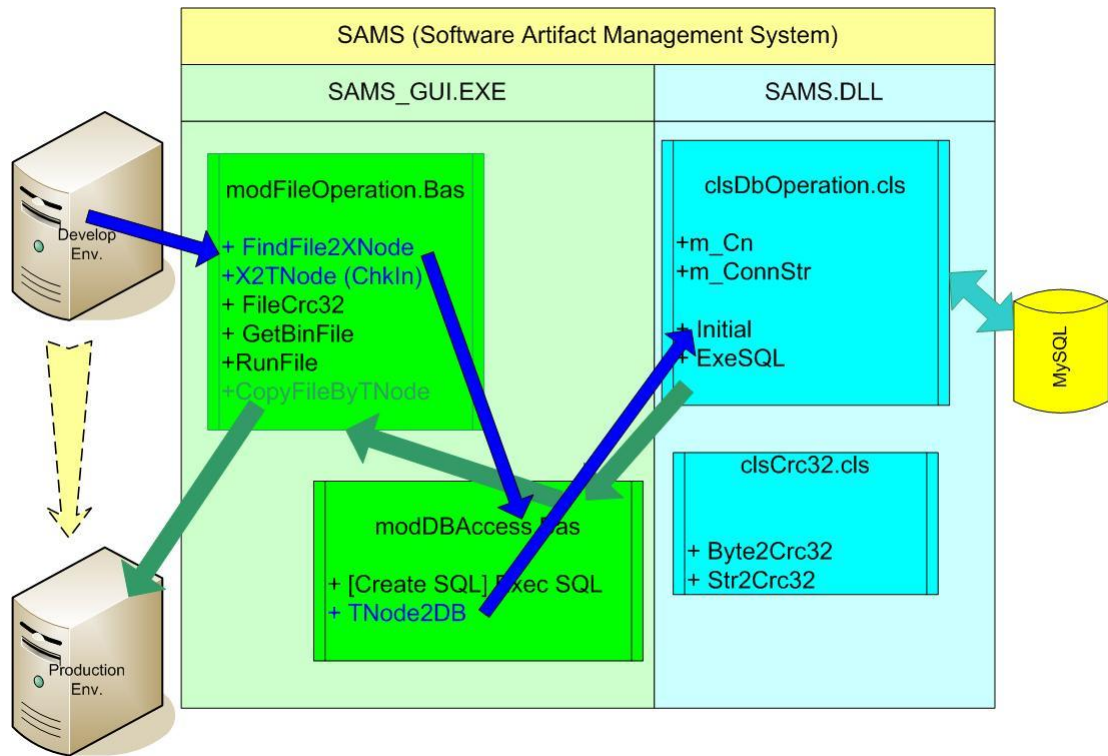 SAMS (Software Artifact Management System)
SAMS_GUI.EXE
SAMS.DLL
Develop
Env.
modFileOperation.Bas
+ FindFile2XNode
+X2TNode (ChkIn)
+ FileCrc32
+ GetBinFile
+RunFile
+CopyFileByTNode
clsDbOperation.cls
+m_Cn
+m_ConnStr
+ Initial
+ ExeSQL
MySQL
modDBAccess.Bas
+ [Create SQL] Exec SQL
+ TNode2DB
clsCrc32.cls
+ Byte2Crc32
+ Str2Crc32
Production
Env.